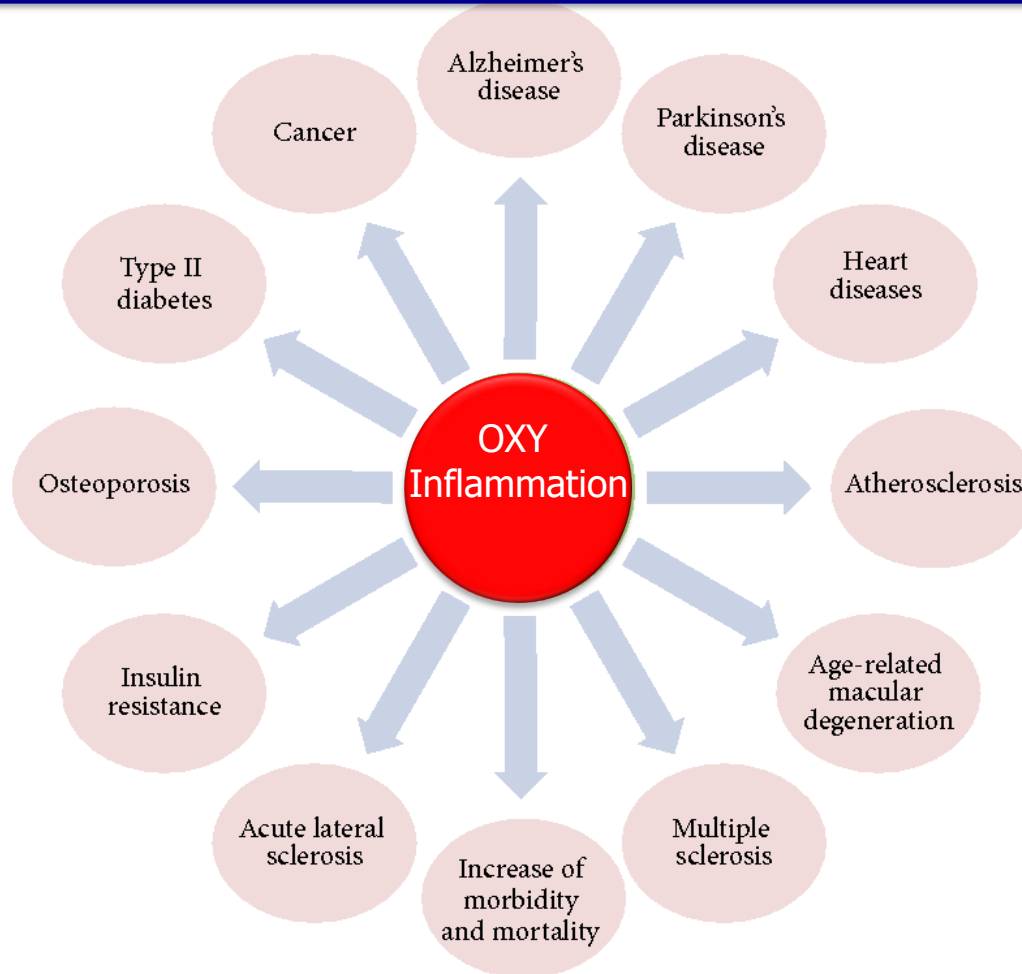 Alzheimer's
disease
Parkinson's
disease
Heart
diseases
Atherosclerosis
Age-related
macular
degeneration
Multiple
sclerosis
Increase of
morbidity
and mortality
Acute lateral
sclerosis
Insulin
resistance
Osteoporosis
Type II
diabetes
Cancer
OXY
Inflammation